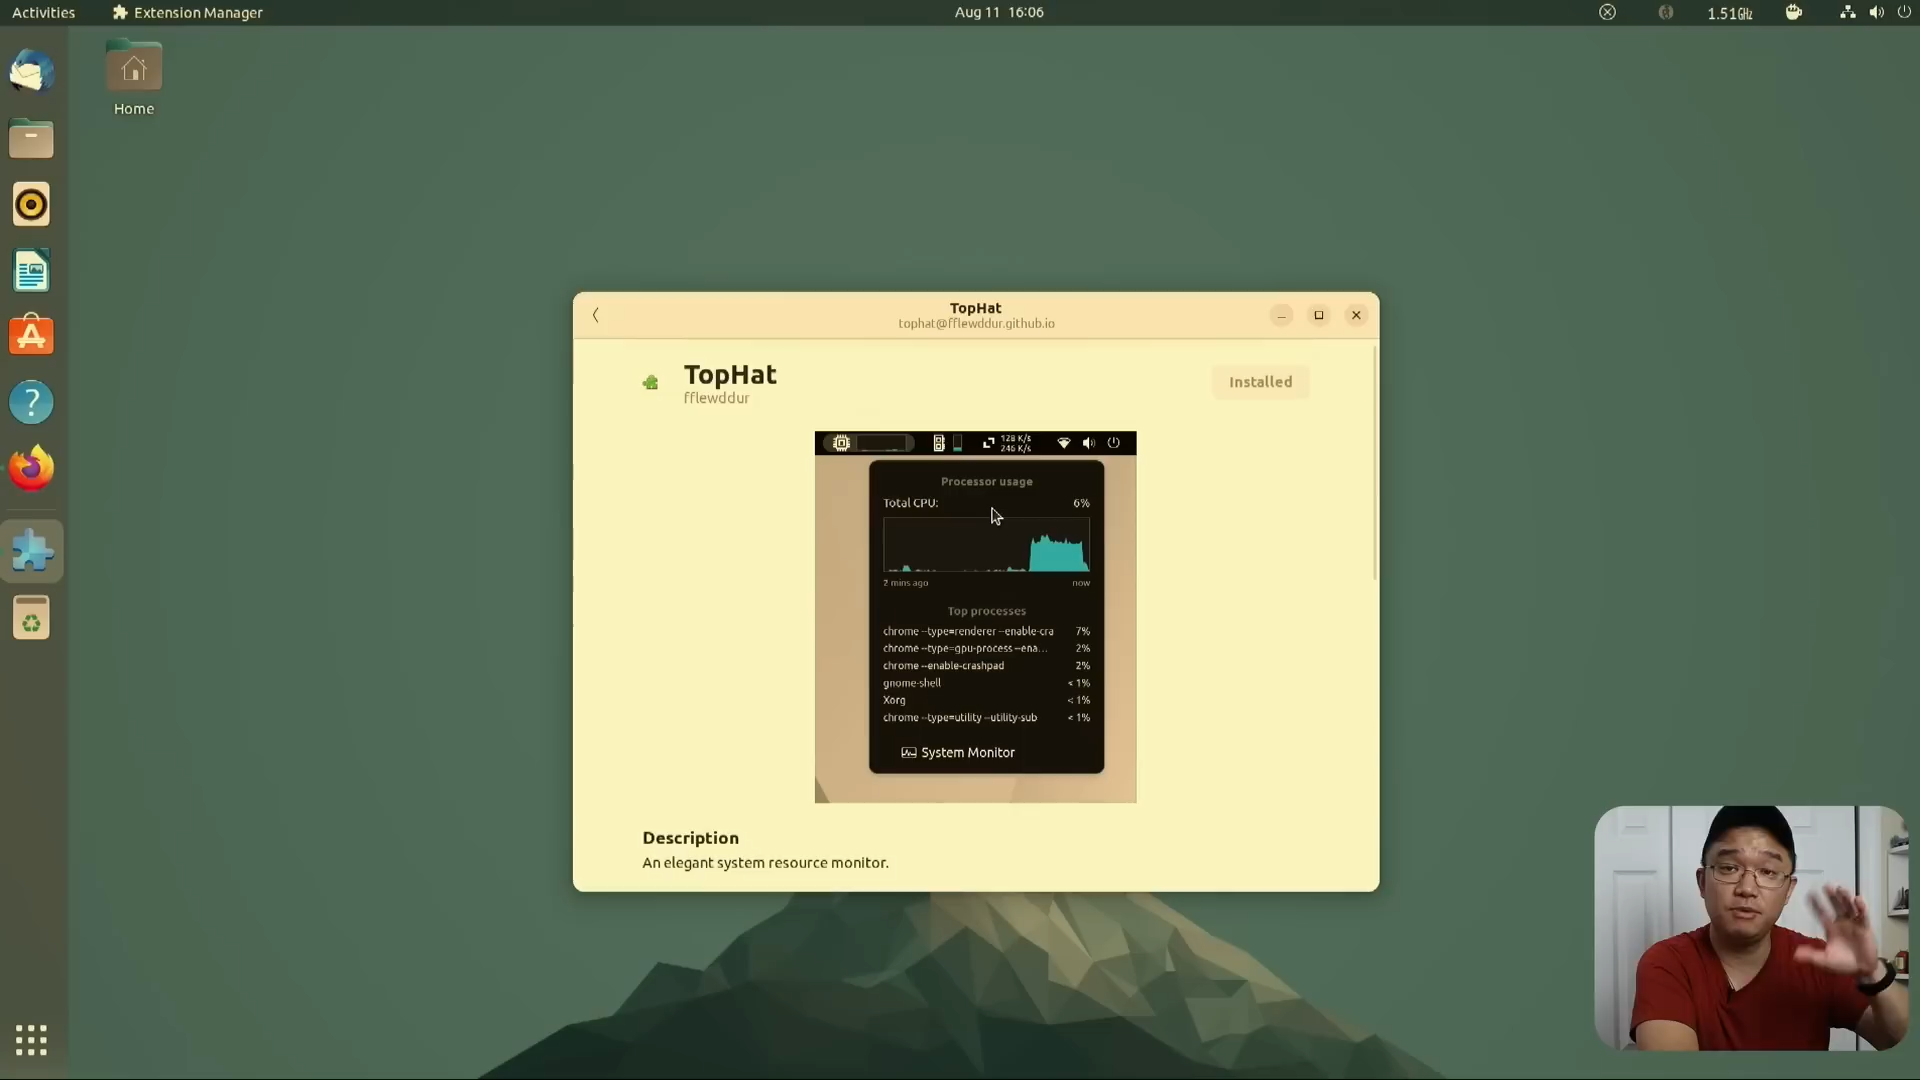 Activities
Extension Manager
Aug 11 16:06
1.51GHz
Home
TopHat
tophat@fflewddur.github.io
TopHat
fflewddur
Installed
128 K/s
246 K/s
Processor usage
Total CPU: 6%
2 mins ago now
Top processes
chrome --type=renderer --enable-cra 7%
chrome --type=gpu-process --ena... 2%
chrome --enable-crashpad 2%
gnome-shell < 1%
Xorg < 1%
chrome --type=utility --utility-sub < 1%
System Monitor
Description
An elegant system resource monitor.